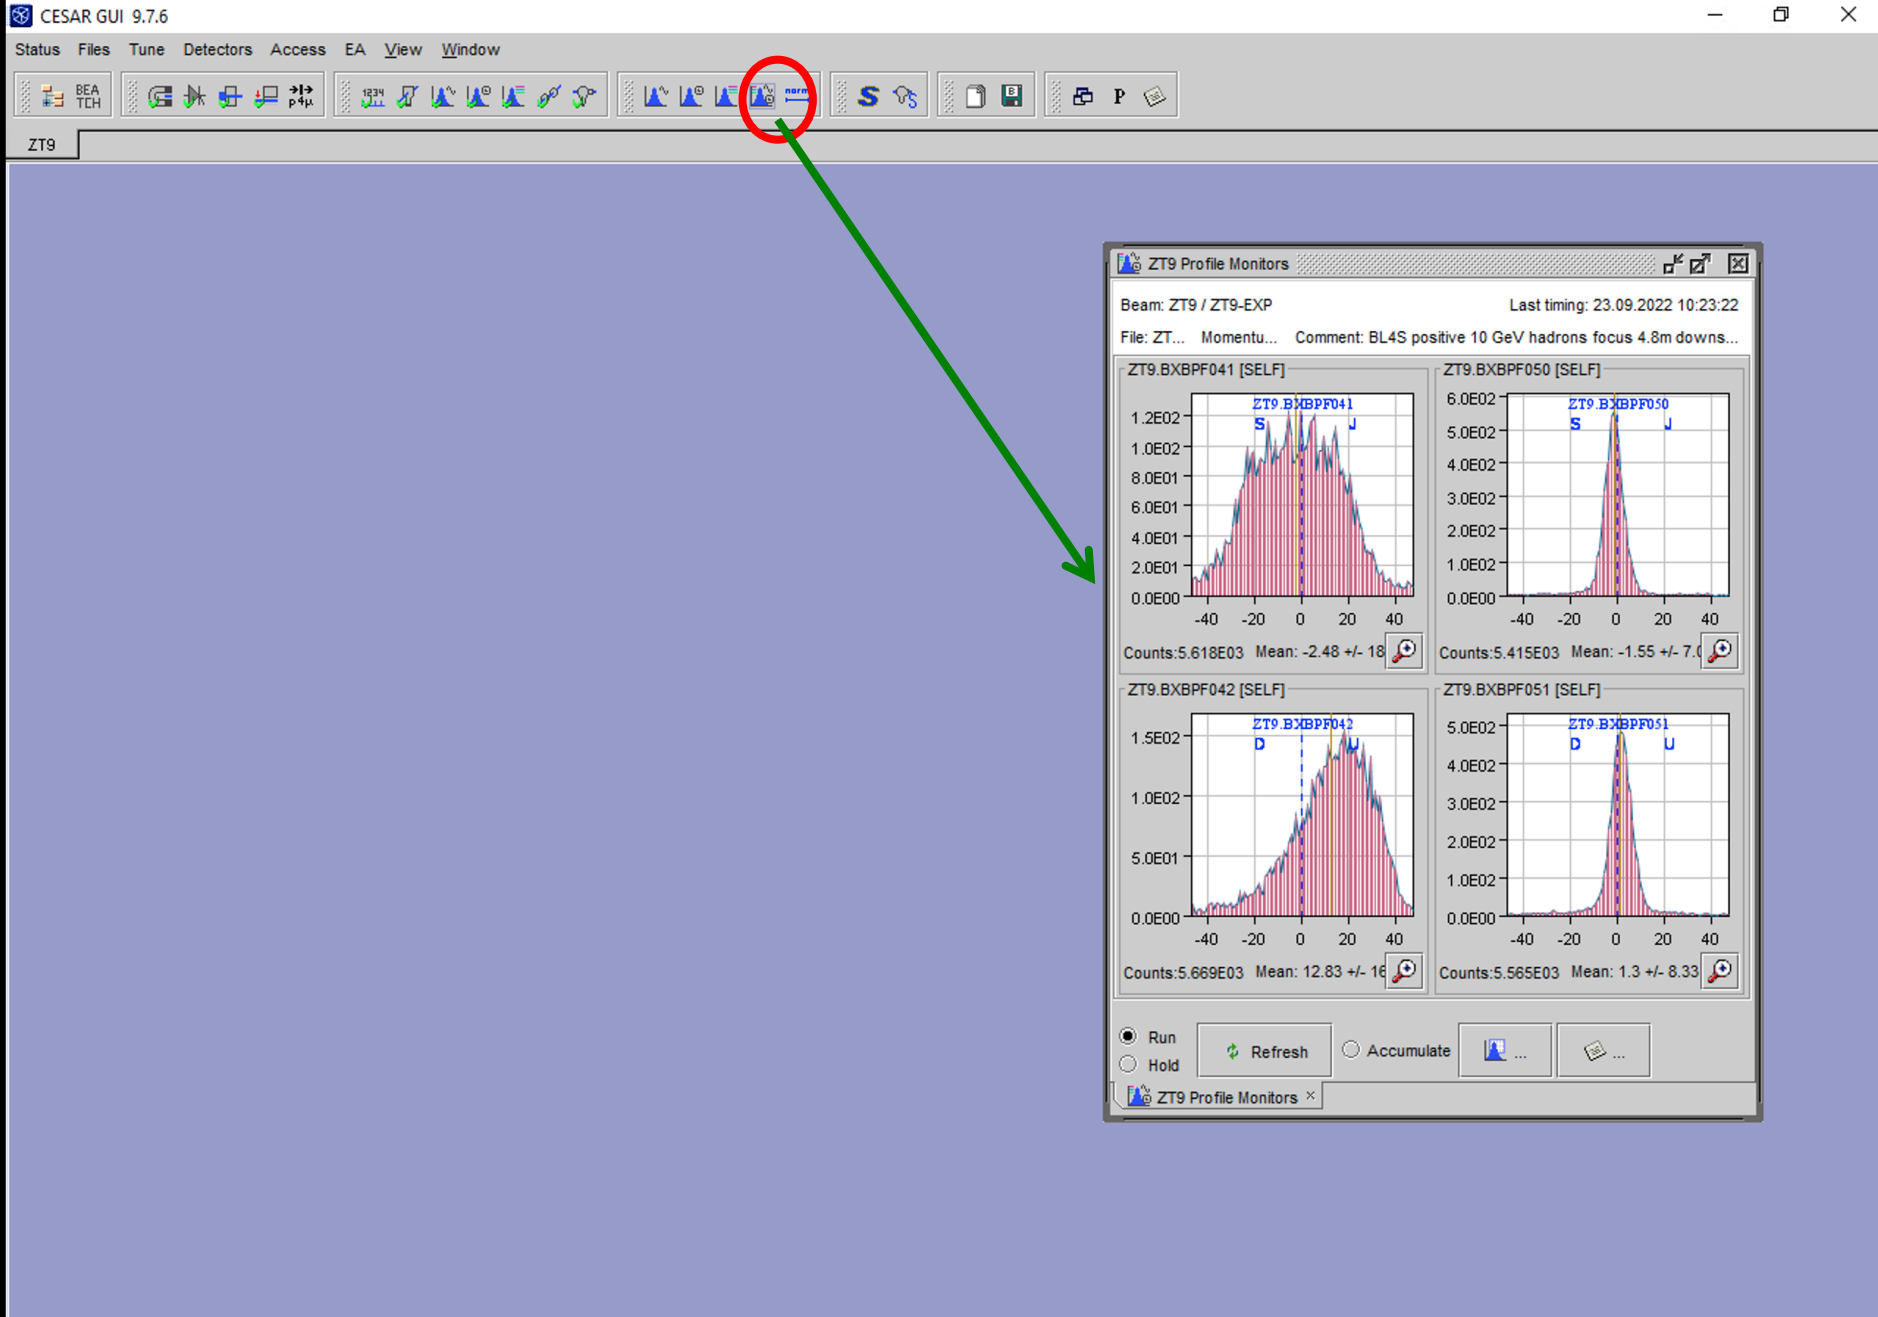 CESAR GUI 9.7.6
Status Files Tune Detectors Access EA View Window
BEA
TCH
p4μ
1234
norm
S
S
B
P
ZT9
ZT9 Profile Monitors
Beam: ZT9 / ZT9-EXP Last timing: 23.09.2022 10:23:22
File: ZT... Momentu... Comment: BL4S positive 10 GeV hadrons focus 4.8m downs...
ZT9.BXBPF041 [SELF]
ZT9.BXBPF041
S J
1.2E02
1.0E02
8.0E01
6.0E01
4.0E01
2.0E01
0.0E00
-40 -20 0 20 40
Counts:5.618E03 Mean: -2.48 +/- 18
ZT9.BXBPF050 [SELF]
ZT9.BXBPF050
S J
6.0E02
5.0E02
4.0E02
3.0E02
2.0E02
1.0E02
0.0E00
-40 -20 0 20 40
Counts:5.415E03 Mean: -1.55 +/- 7.0
ZT9.BXBPF042 [SELF]
ZT9.BXBPF042
D U
1.5E02
1.0E02
5.0E01
0.0E00
-40 -20 0 20 40
Counts:5.669E03 Mean: 12.83 +/- 16
ZT9.BXBPF051 [SELF]
ZT9.BXBPF051
D U
5.0E02
4.0E02
3.0E02
2.0E02
1.0E02
0.0E00
-40 -20 0 20 40
Counts:5.565E03 Mean: 1.3 +/- 8.33
Run
Hold
Refresh
Accumulate
...
...
ZT9 Profile Monitors